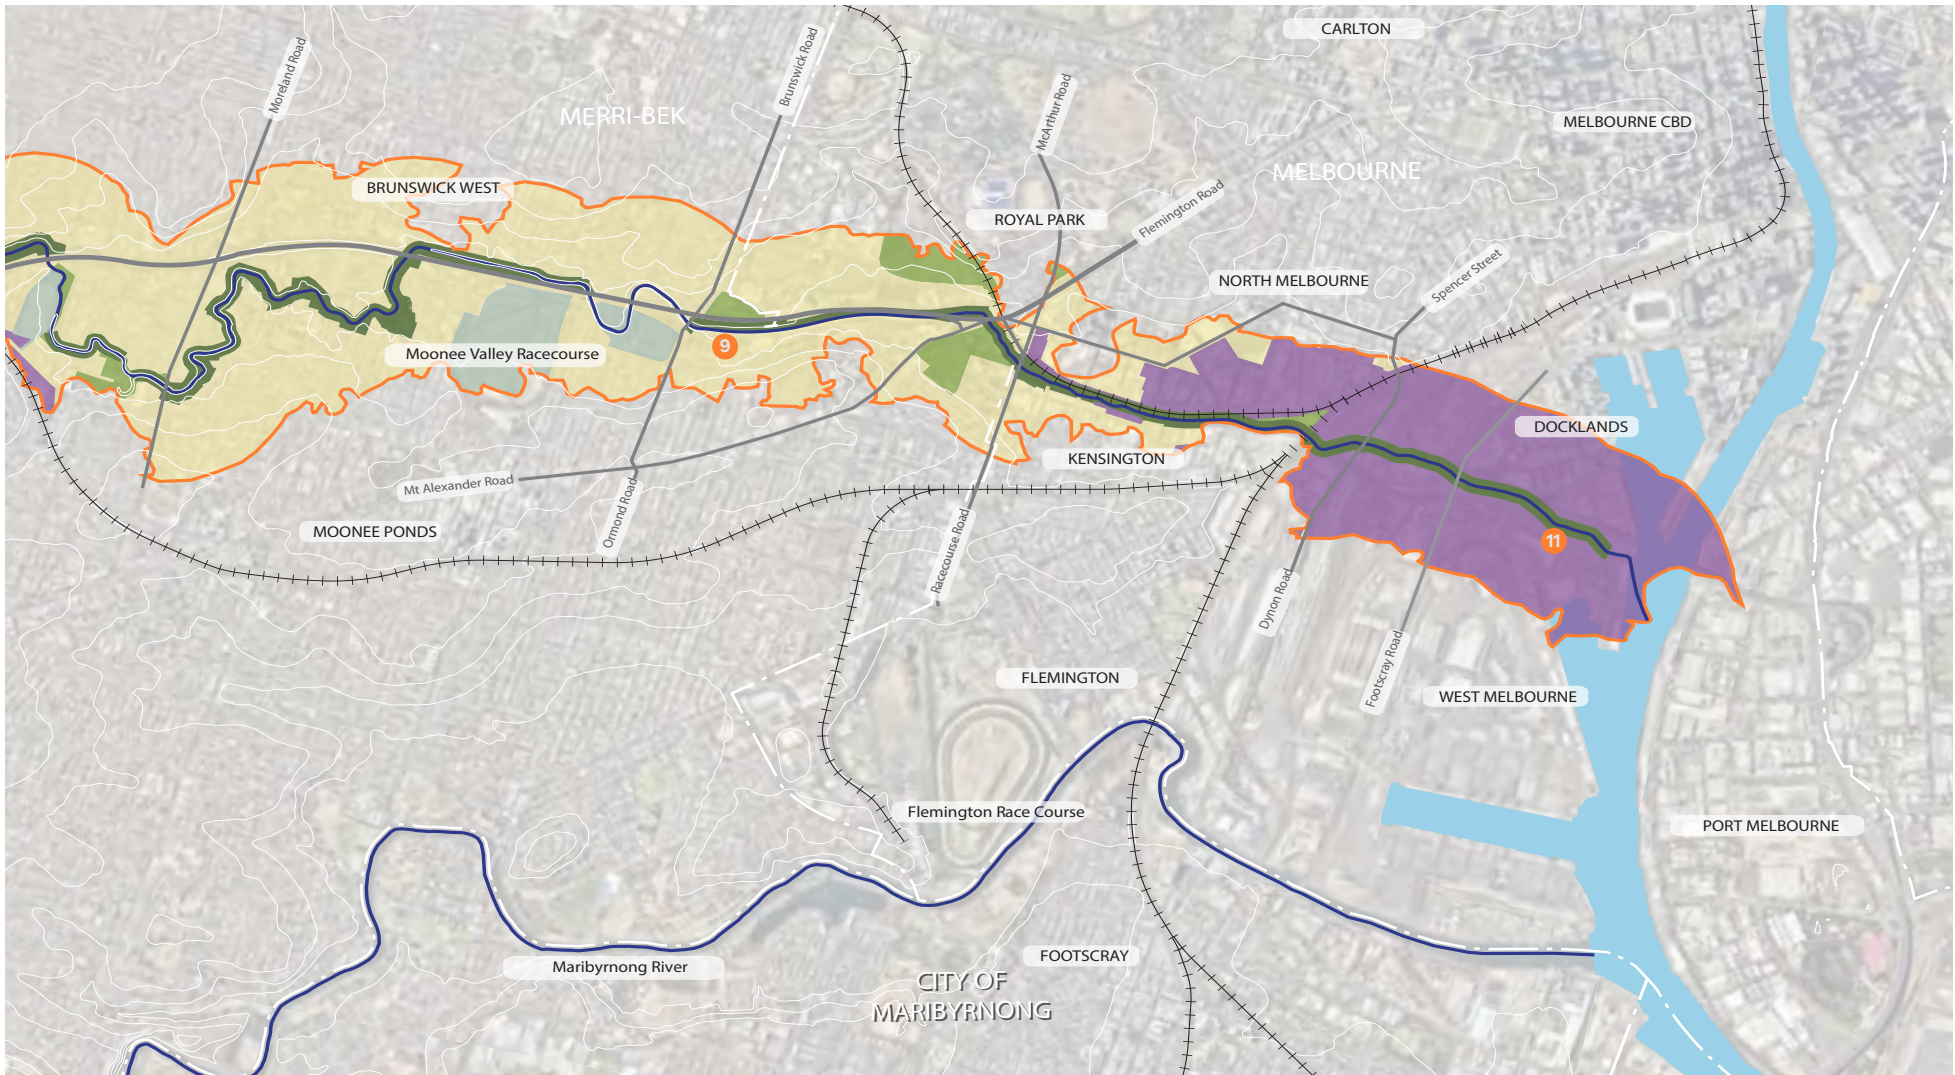 CARLTON
Moreland Road
Brunswick Road
McArthur Road
MERRI-BEK
MELBOURNE CBD
MELBOURNE
BRUNSWICK WEST
ROYAL PARK
Flemington Road
NORTH MELBOURNE
Spencer Street
9
Moonee Valley Racecourse
DOCKLANDS
KENSINGTON
Mt Alexander Road
MOONEE PONDS
Ormond Road
Racecourse Road
11
Dynon Road
Footscray Road
FLEMINGTON
WEST MELBOURNE
Flemington Race Course
PORT MELBOURNE
FOOTSCRAY
Maribyrnong River
CITY OF
MARIBYRNONG